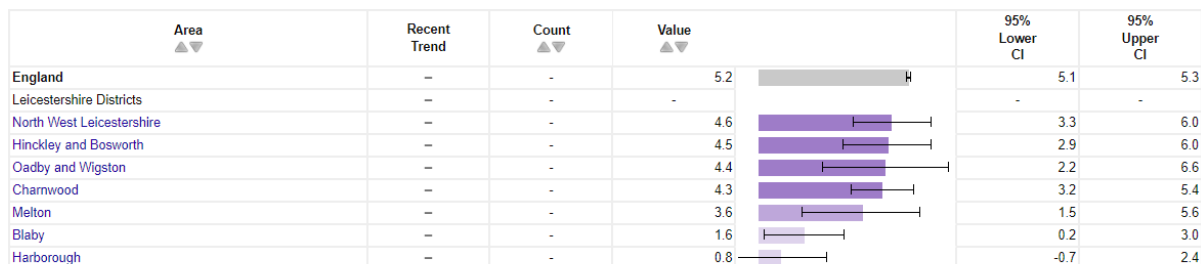 Area Recent Trend Count Value 95% Lower CI 95% Upper CI
England – - 5.2 5.1 5.3
Leicestershire Districts – - - - -
North West Leicestershire – - 4.6 3.3 6.0
Hinckley and Bosworth – - 4.5 2.9 6.0
Oadby and Wigston – - 4.4 2.2 6.6
Charnwood – - 4.3 3.2 5.4
Melton – - 3.6 1.5 5.6
Blaby – - 1.6 0.2 3.0
Harborough – - 0.8 -0.7 2.4